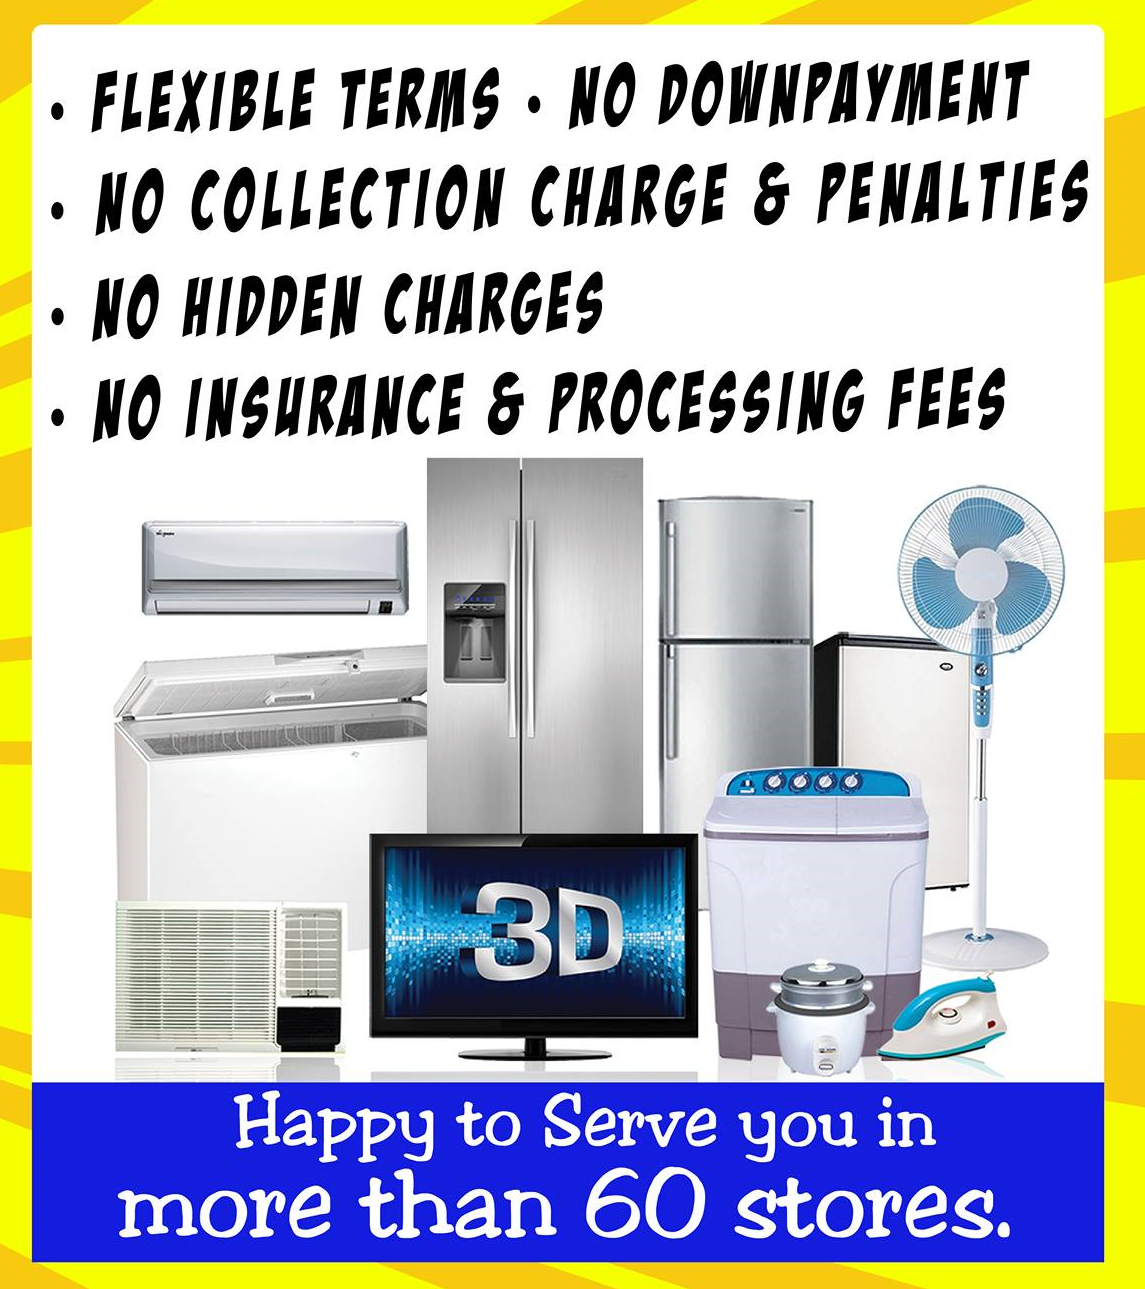 • FLEXIBLE TERMS • NO DOWNPAYMENT
• NO COLLECTION CHARGE & PENALTIES
• NO HIDDEN CHARGES
• NO INSURANCE & PROCESSING FEES
3D
Happy to Serve you in
more than 60 stores.